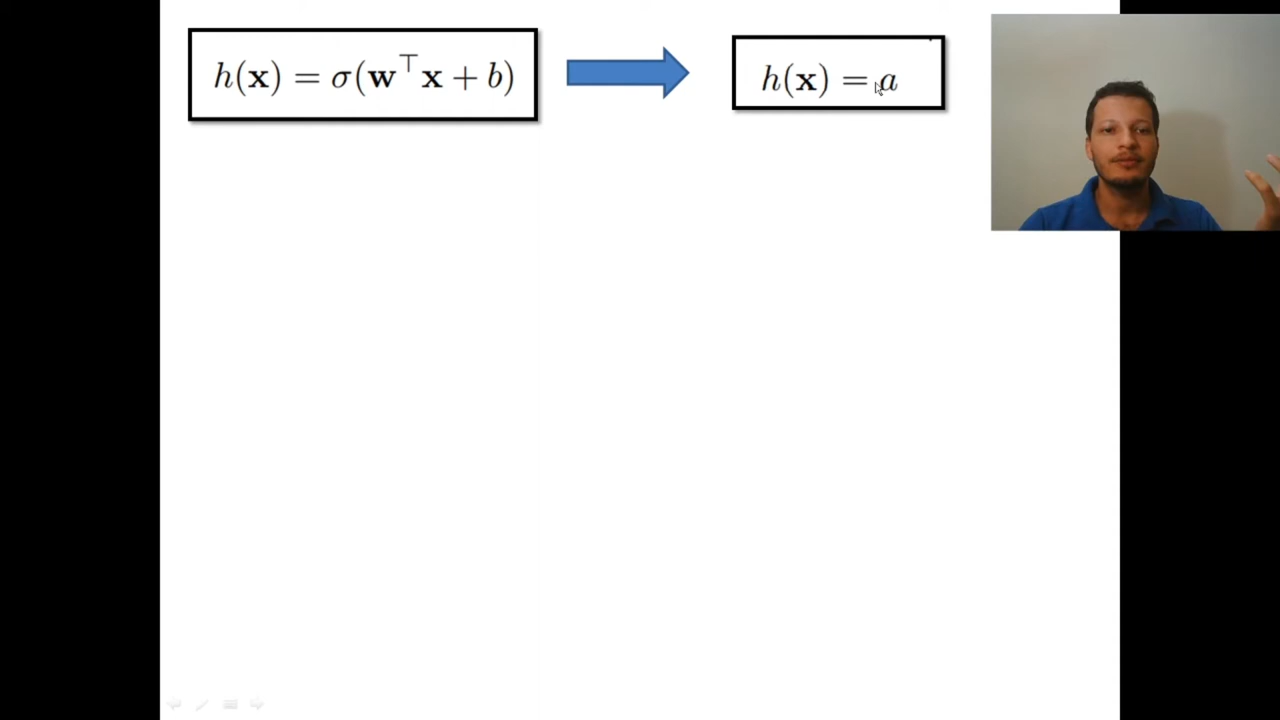 h(𝐱) = σ(𝐰⊤𝐱 + b)
h(𝐱) = a